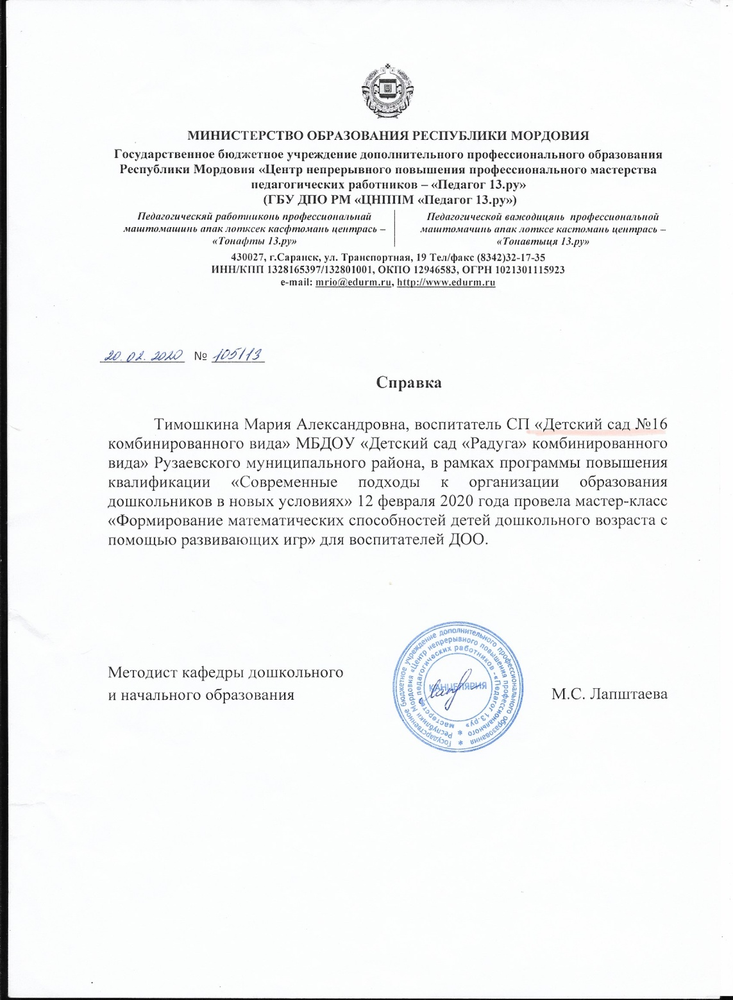 МИНИСТЕРСТВО ОБРАЗОВАНИЯ РЕСПУБЛИКИ МОРДОВИЯ
Государственное бюджетное учреждение дополнительного профессионального образования
Республики Мордовия «Центр непрерывного повышения профессионального мастерства
педагогических работников – «Педагог 13.ру»
(ГБУ ДПО РМ «ЦНППМ «Педагог 13.ру»)
Педагогическяй работниконь профессиональнай
маштомашинь апак лотксек касфтомань центрась –
«Тонафты 13.ру»
Педагогической важодицянь профессиональной
маштомачинь апак лотксе кастомань центрась –
«Тонавтыця 13.ру»
430027, г.Саранск, ул. Транспортная, 19 Тел/факс (8342)32-17-35
ИНН/КПП 1328165397/132801001, ОКПО 12946583, ОГРН 1021301115923
e-mail: mrio@edurm.ru, http://www.edurm.ru
20.02.2020 № 105/13
Справка
Тимошкина Мария Александровна, воспитатель СП «Детский сад №16
комбинированного вида» МБДОУ «Детский сад «Радуга» комбинированного
вида» Рузаевского муниципального района, в рамках программы повышения
квалификации «Современные подходы к организации образования
дошкольников в новых условиях» 12 февраля 2020 года провела мастер-класс
«Формирование математических способностей детей дошкольного возраста с
помощью развивающих игр» для воспитателей ДОО.
Методист кафедры дошкольного
и начального образования
М.С. Лапштаева
Государственное бюджетное учреждение дополнительного профессионального образования
Республики Мордовия «Центр непрерывного повышения профессионального
мастерства педагогических работников - «Педагог 13.ру»
КАНЦЕЛЯРИЯ